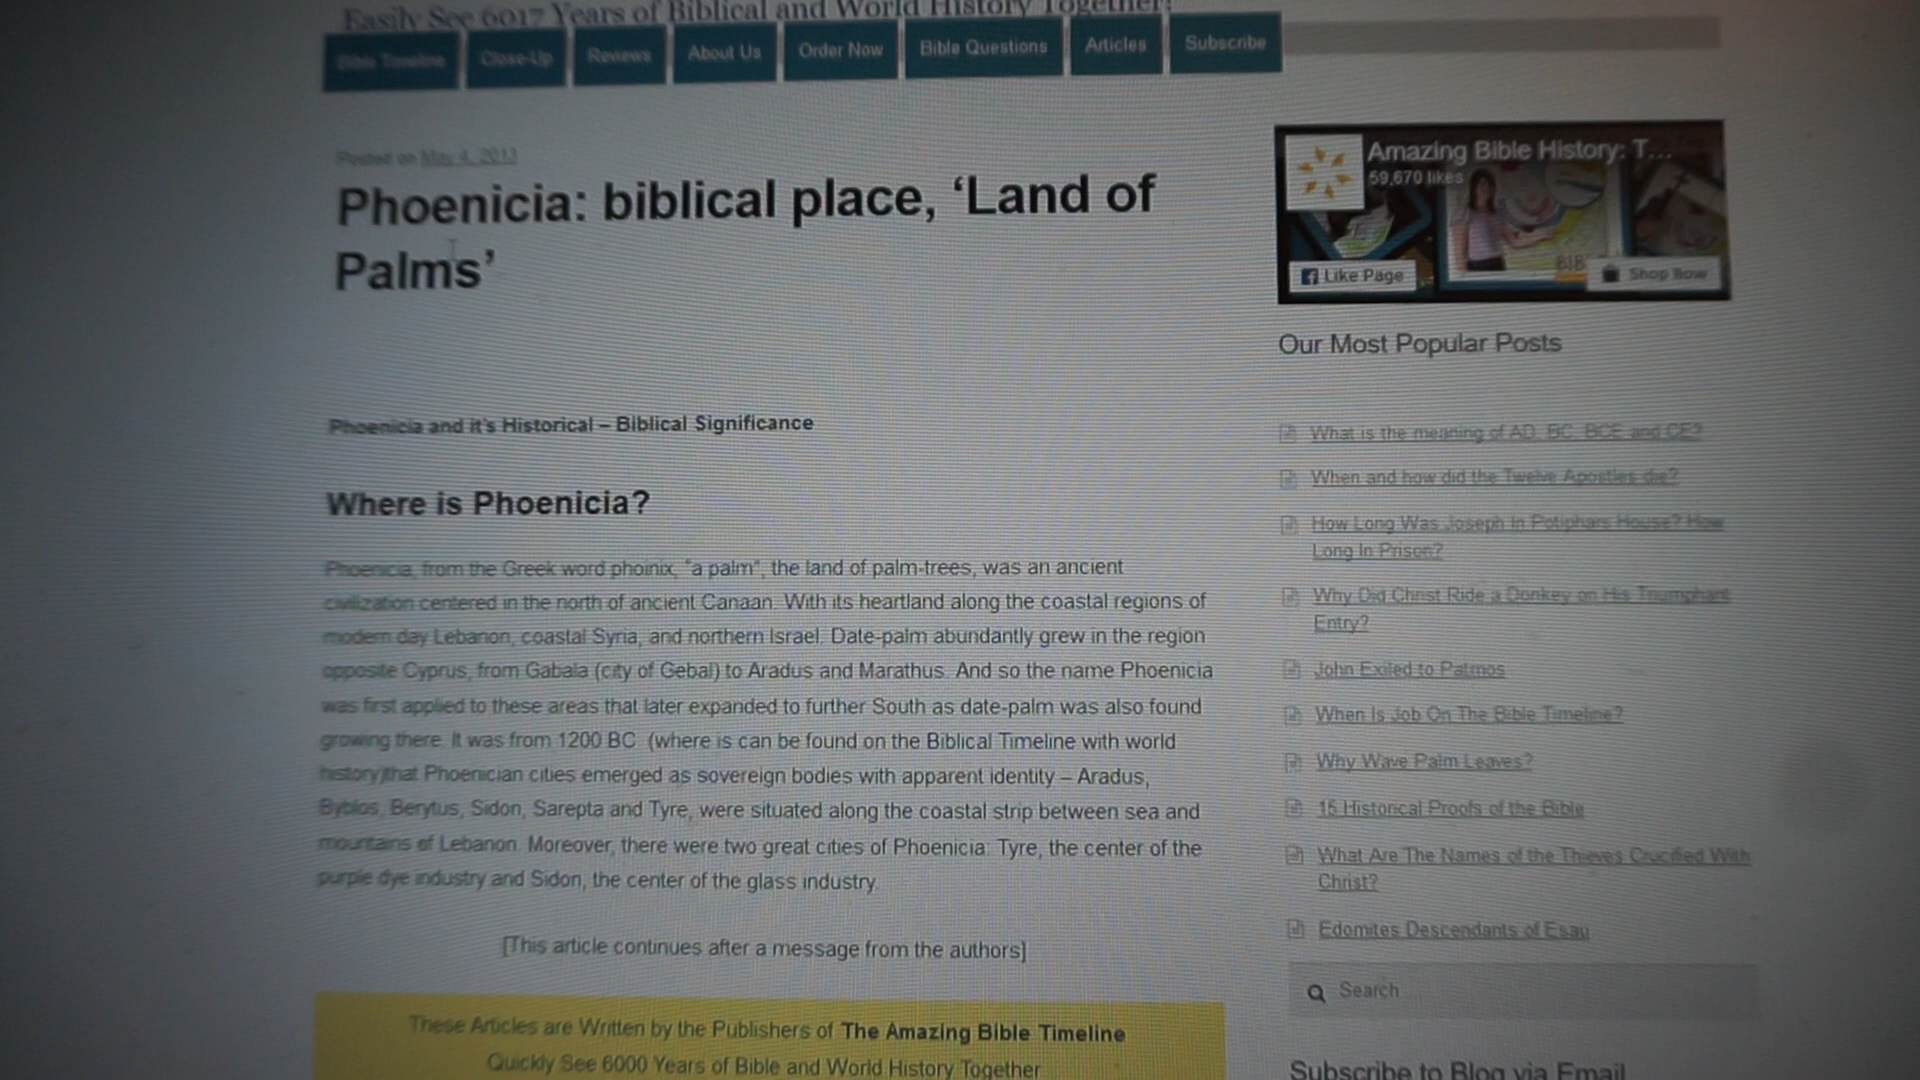 Easily See 6017 Years of Biblical and World History Together!
Bible Timeline
Close-Up
Reviews
About Us
Order Now
Bible Questions
Articles
Subscribe
Posted on May 4, 2013
Phoenicia: biblical place, ‘Land of
Palms’
Phoenicia and it's Historical – Biblical Significance
Where is Phoenicia?
Phoenicia, from the Greek word phoinix, "a palm", the land of palm-trees, was an ancient
civilization centered in the north of ancient Canaan. With its heartland along the coastal regions of
modern day Lebanon, coastal Syria, and northern Israel. Date-palm abundantly grew in the region
opposite Cyprus, from Gabala (city of Gebal) to Aradus and Marathus. And so the name Phoenicia
was first applied to these areas that later expanded to further South as date-palm was also found
growing there. It was from 1200 BC (where is can be found on the Biblical Timeline with world
history)that Phoenician cities emerged as sovereign bodies with apparent identity – Aradus,
Byblos, Berytus, Sidon, Sarepta and Tyre, were situated along the coastal strip between sea and
mountains of Lebanon. Moreover, there were two great cities of Phoenicia: Tyre, the center of the
purple dye industry and Sidon, the center of the glass industry.
[This article continues after a message from the authors]
These Articles are Written by the Publishers of The Amazing Bible Timeline
Quickly See 6000 Years of Bible and World History Together
Amazing Bible History: T...
59,670 likes
BIB
Like Page
Shop Now
Our Most Popular Posts
What is the meaning of AD, BC, BCE and CE?
When and how did the Twelve Apostles die?
How Long Was Joseph In Potiphars House? How
Long In Prison?
Why Did Christ Ride a Donkey on His Triumphant
Entry?
John Exiled to Patmos
When Is Job On The Bible Timeline?
Why Wave Palm Leaves?
15 Historical Proofs of the Bible
What Are The Names of the Thieves Crucified With
Christ?
Edomites Descendants of Esau
Search
Subscribe to Blog via Email